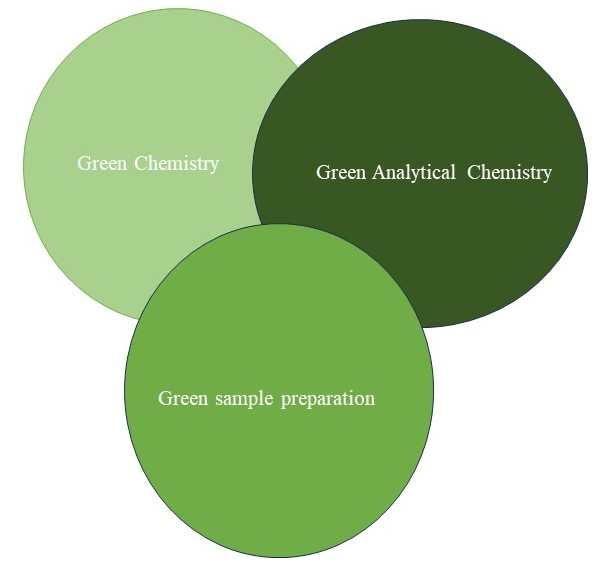 Green Chemistry
Green Analytical Chemistry
Green sample preparation